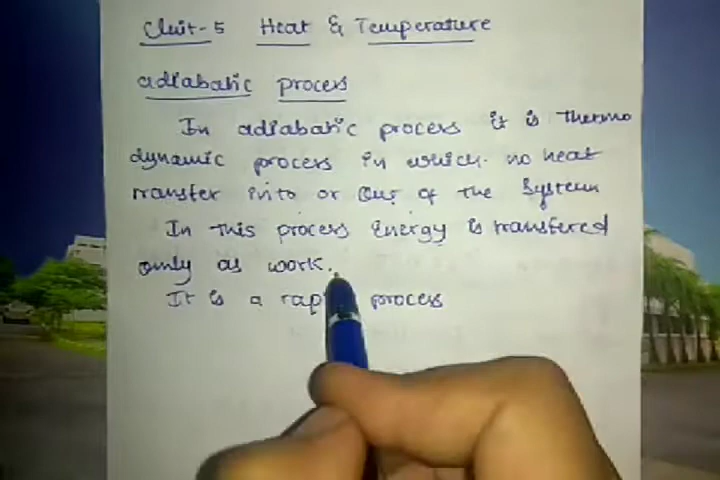 Unit-5 Heat & Temperature
adiabatic process
In adiabatic process it is thermo
dynamic process in which no heat
transfer into or out of the system
In this process Energy is transfered
only as work.
It is a process